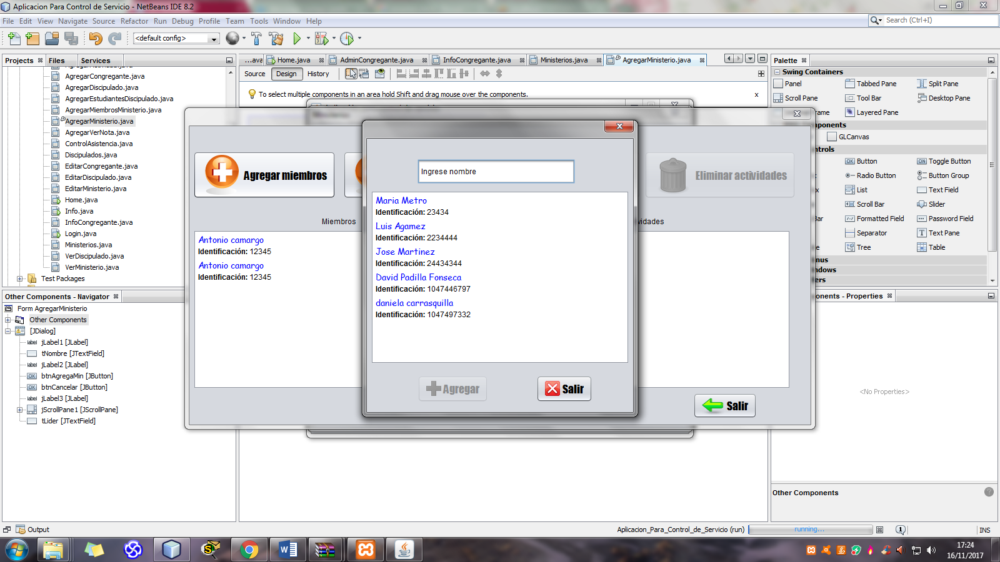 Aplicacion Para Control de Servicio - NetBeans IDE 8.2
File Edit View Navigate Source Refactor Run Debug Profile Team Tools Window Help
Search (Ctrl+I)
<default config>
Projects Files Services
AgregarCongregante.java
AgregarDiscipulado.java
AgregarEstudiantesDiscipulado.java
AgregarMiembrosMinisterio.java
AgregarMinisterio.java
AgregarVerNota.java
ControlAsistencia.java
Discipulados.java
EditarCongregante.java
EditarDiscipulado.java
EditarMinisterio.java
Home.java
Info.java
InfoCongregante.java
Login.java
Ministerios.java
VerDiscipulado.java
VerMinisterio.java
Test Packages
Other Components - Navigator
Form AgregarMinisterio
Other Components
[JDialog]
label jLabel1 [JLabel]
tNombre [JTextField]
label jLabel2 [JLabel]
OK btnAgregaMin [JButton]
OK btnCancelar [JButton]
label jLabel3 [JLabel]
jScrollPane1 [JScrollPane]
tLider [JTextField]
...ava Home.java AdminCongregante.java InfoCongregante.java Ministerios.java AgregarMinisterio.java
Source Design History
To select multiple components in an area hold Shift and drag mouse over the components. x
Agregar miembros
Eliminar actividades
Miembros
vidades
Antonio camargo
Identificación: 12345
Antonio camargo
Identificación: 12345
Salir
Ingrese nombre
Maria Metro
Identificación: 23434
Luis Agamez
Identificación: 2234444
Jose Martinez
Identificación: 24434344
David Padilla Fonseca
Identificación: 1047446797
daniela carrasquilla
Identificación: 1047497332
Agregar
Salir
Palette
Swing Containers
Panel Tabbed Pane Split Pane
Scroll Pane Tool Bar Desktop Pane
rame Layered Pane
omponents
GLCanvas
ontrols
OK Button ON Toggle Button
Radio Button Button Group
x List Text Field
Scroll Bar Slider
Bar Formatted Field Password Field
Separator Text Pane
e Tree Table
nus
ndows
ers
onents - Properties
<No Properties>
Other Components
Output
Aplicacion_Para_Control_de_Servicio (run) running... 1 INS
17:24
16/11/2017